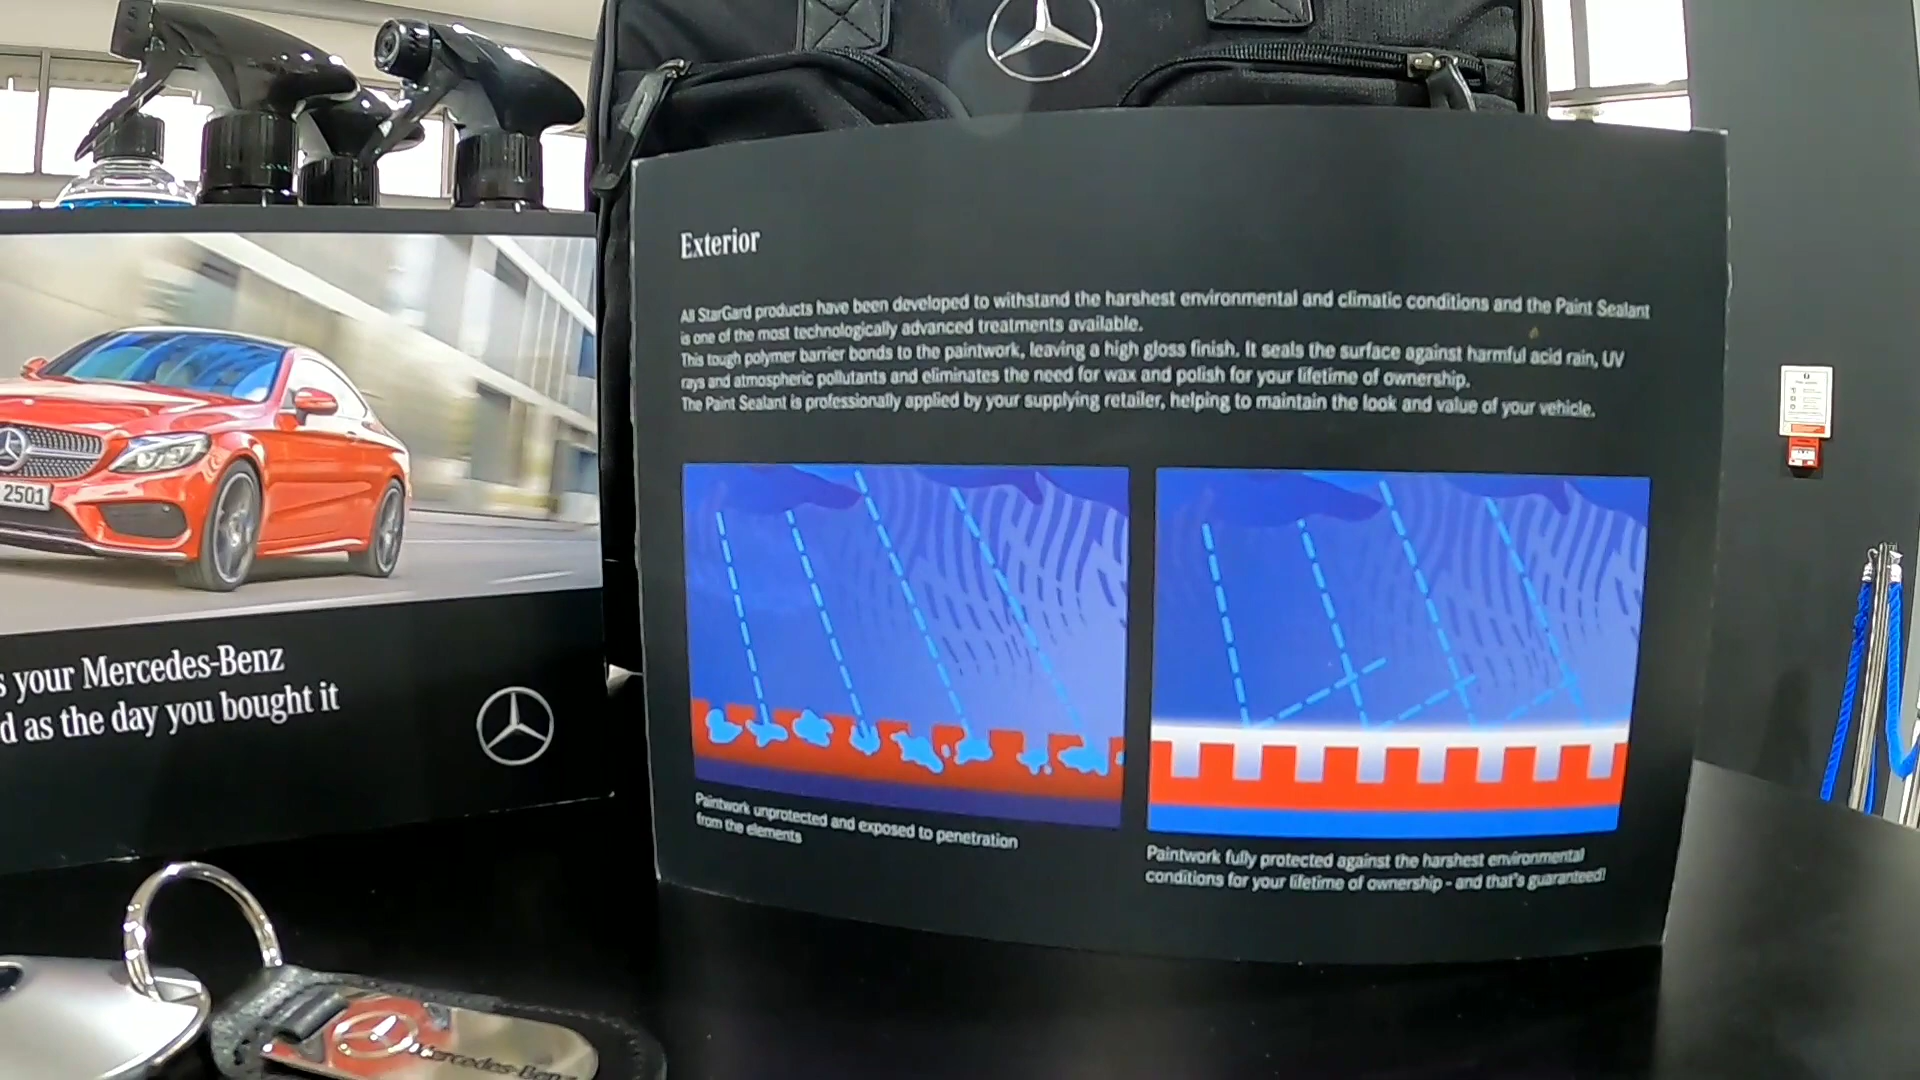 Exterior
All StarGard products have been developed to withstand the harshest environmental and climatic conditions and the Paint Sealant
is one of the most technologically advanced treatments available.
This tough polymer barrier bonds to the paintwork, leaving a high gloss finish. It seals the surface against harmful acid rain, UV
rays and atmospheric pollutants and eliminates the need for wax and polish for your lifetime of ownership.
The Paint Sealant is professionally applied by your supplying retailer, helping to maintain the look and value of your vehicle.
Paintwork unprotected and exposed to penetration
from the elements
Paintwork fully protected against the harshest environmental
conditions for your lifetime of ownership - and that's guaranteed!
2501
s your Mercedes-Benz
d as the day you bought it
Mercedes-Benz